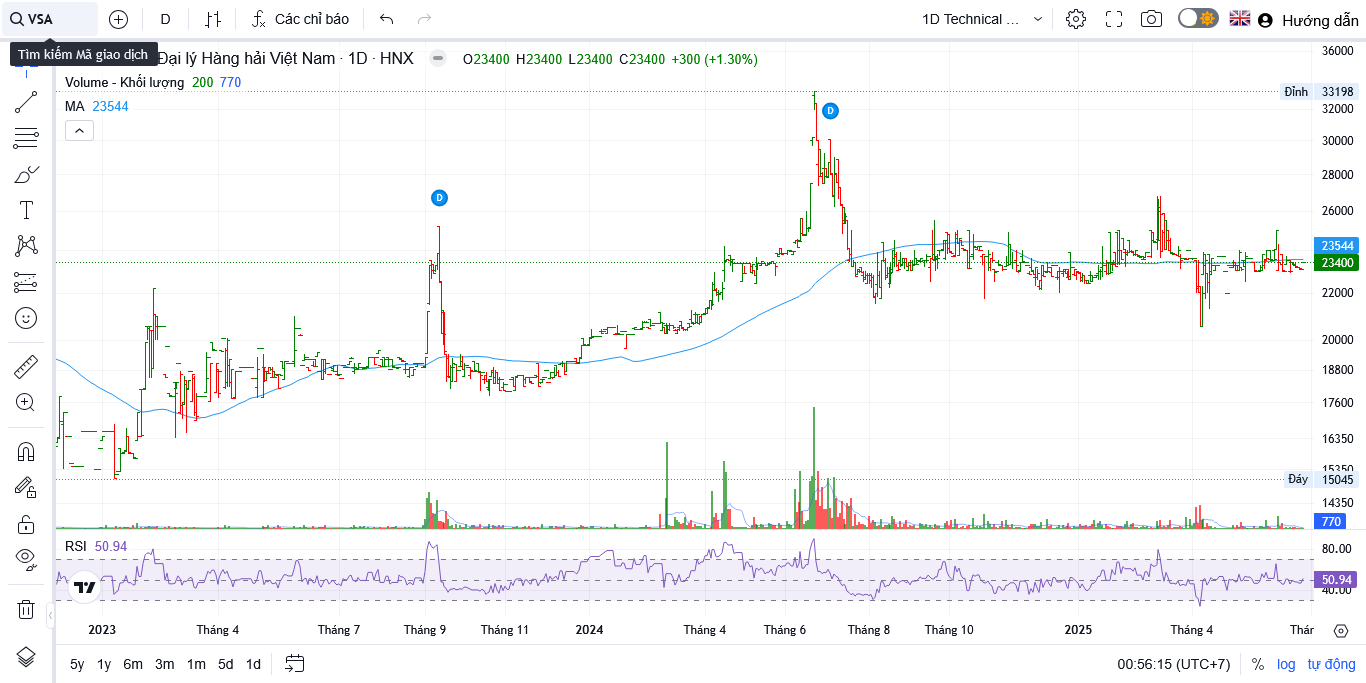 VSA D Các chỉ báo 1D Technical ... Hướng dẫn
Tìm kiếm Mã giao dịch
Đại lý Hàng hải Việt Nam · 1D · HNX O23400 H23400 L23400 C23400 +300 (+1.30%)
Volume - Khối lượng 200 770
MA 23544
D
D
36000
Đỉnh 33198
32000
30000
28000
26000
23544
23400
22000
20000
18800
17600
16350
15350
Đáy 15045
14350
770
RSI 50.94
80.00
50.94
40.00
2023 Tháng 4 Tháng 7 Tháng 9 Tháng 11 2024 Tháng 4 Tháng 6 Tháng 8 Tháng 10 2025 Tháng 4 Thár
5y 1y 6m 3m 1m 5d 1d 00:56:15 (UTC+7) % log tự động